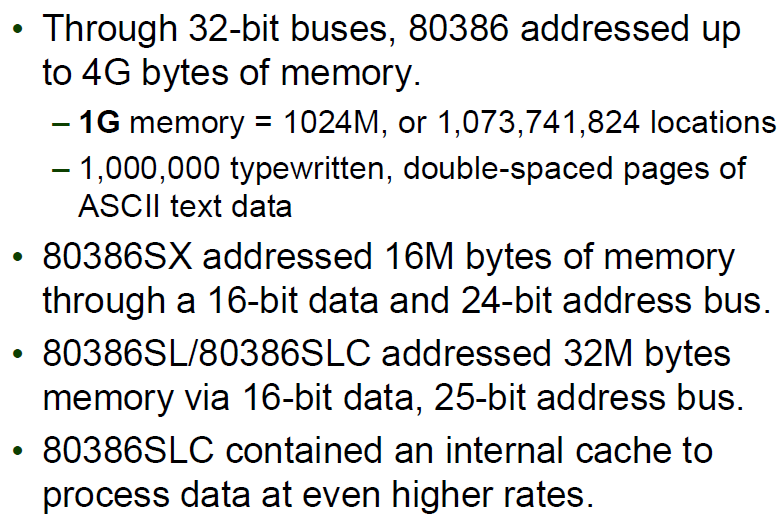 • Through 32-bit buses, 80386 addressed up
to 4G bytes of memory.
– 1G memory = 1024M, or 1,073,741,824 locations
– 1,000,000 typewritten, double-spaced pages of
ASCII text data
• 80386SX addressed 16M bytes of memory
through a 16-bit data and 24-bit address bus.
• 80386SL/80386SLC addressed 32M bytes
memory via 16-bit data, 25-bit address bus.
• 80386SLC contained an internal cache to
process data at even higher rates.